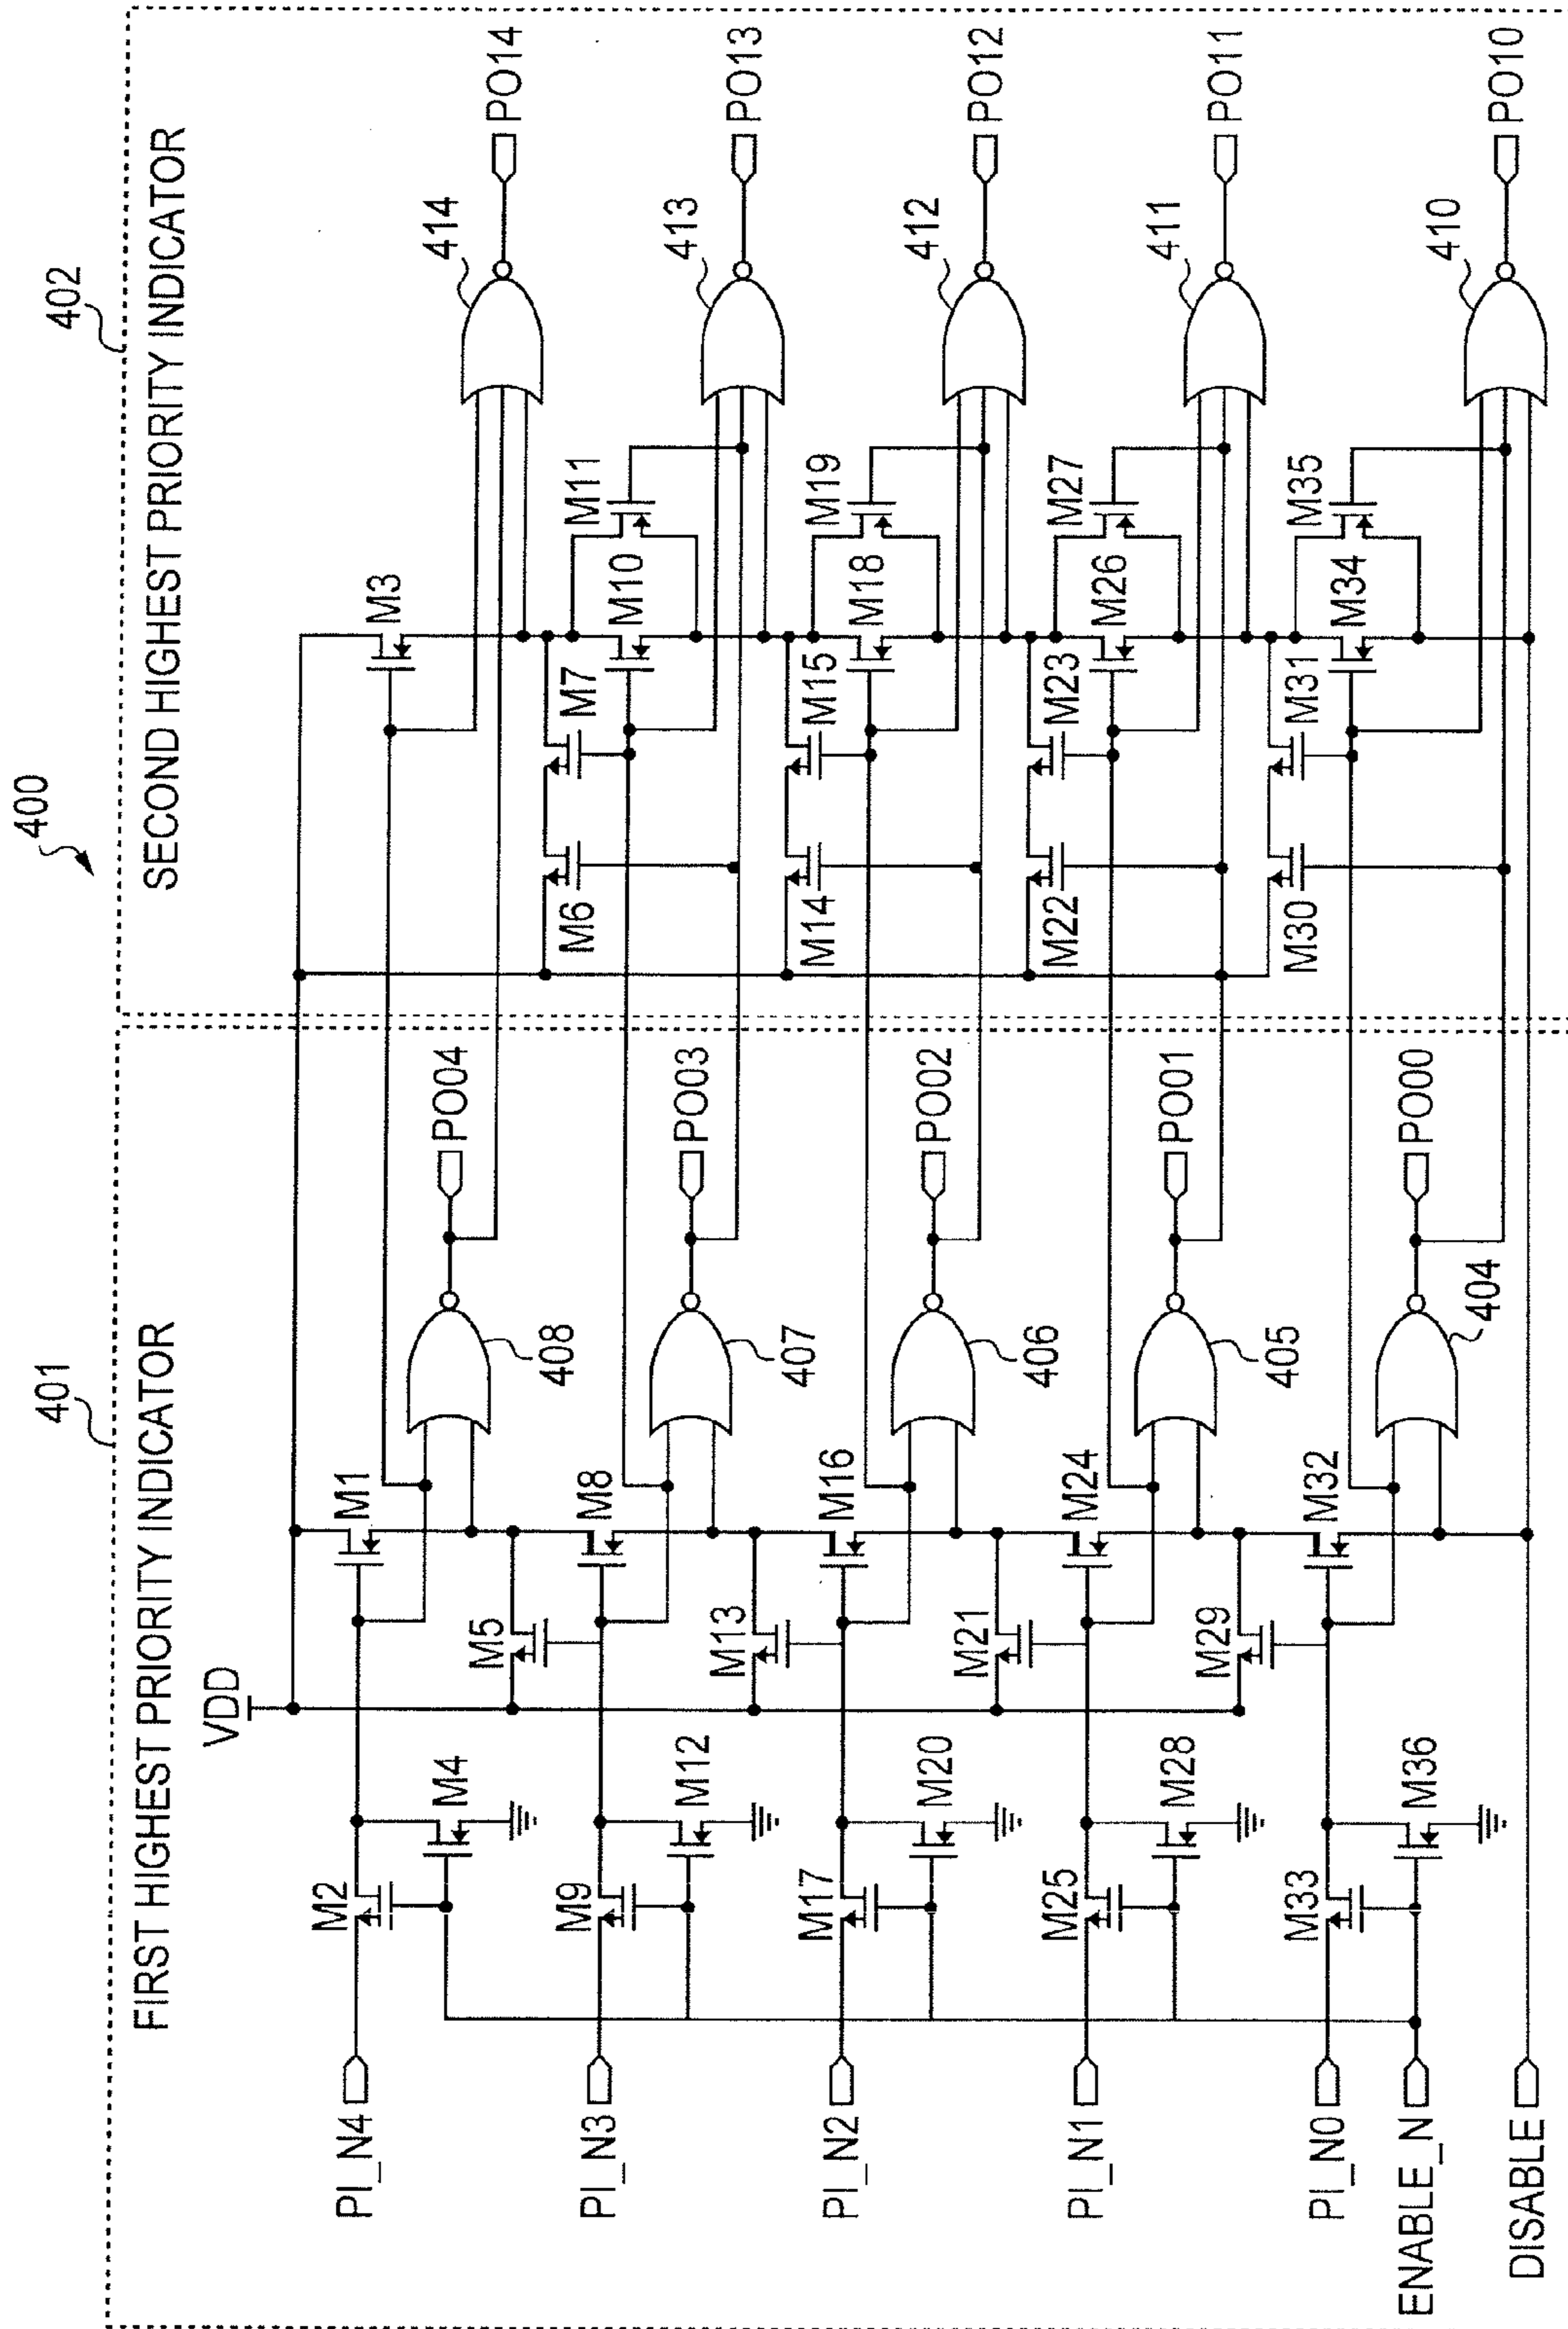 400
401
402
FIRST HIGHEST PRIORITY INDICATOR
SECOND HIGHEST PRIORITY INDICATOR
VDD
PI_N4
M2
M4
M1
M5
408
PO04
M3
M6
M7
M11
M10
414
PO14
PI_N3
M9
M12
M8
M13
407
PO03
M14
M15
M19
M18
413
PO13
PI_N2
M17
M20
M16
M21
406
PO02
M22
M23
M27
M26
412
PO12
PI_N1
M25
M28
M24
M29
405
PO01
M30
M31
M35
M34
411
PO11
PI_N0
M33
M36
M32
404
PO00
410
PO10
ENABLE_N
DISABLE